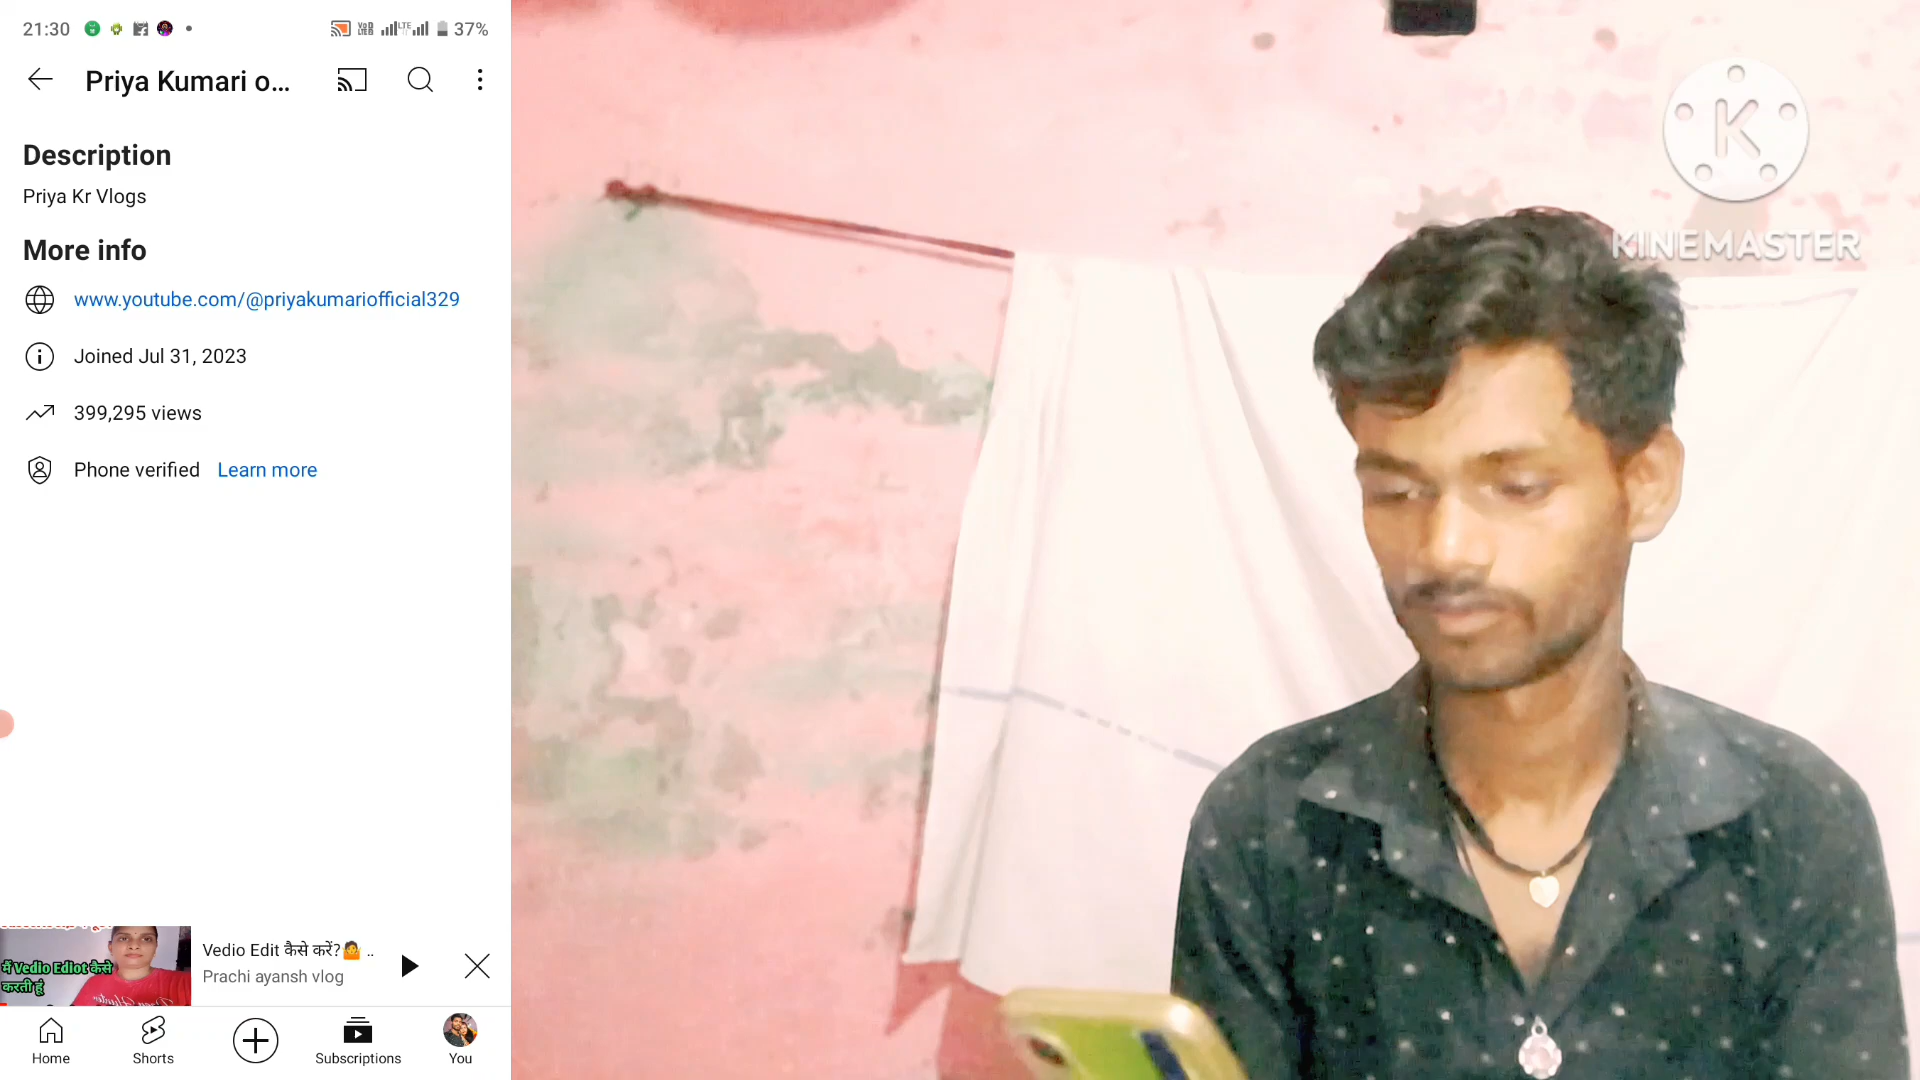 21:30
37%
Priya Kumari o...
Description
Priya Kr Vlogs
More info
www.youtube.com/@priyakumariofficial329
Joined Jul 31, 2023
399,295 views
Phone verified Learn more
मैं Vedio Ediot कैसे
करती हूं
Vedio Edit कैसे करें?🤷 ..
Prachi ayansh vlog
Home
Shorts
Subscriptions
You
K
KINEMASTER